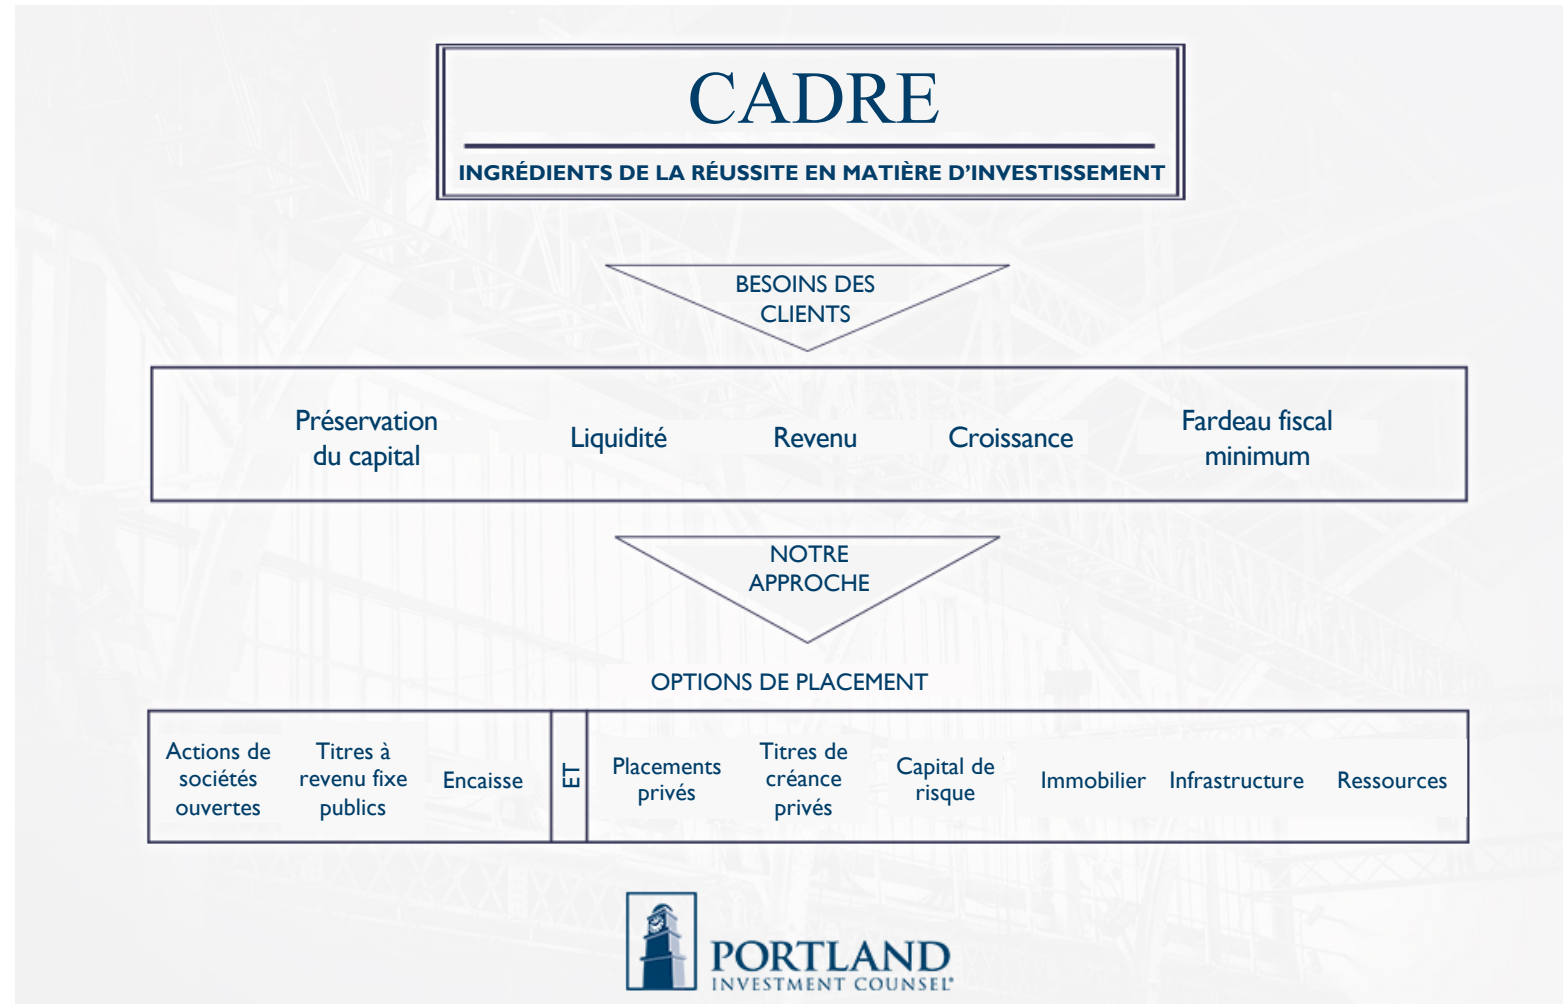 CADRE
INGRÉDIENTS DE LA RÉUSSITE EN MATIÈRE D’INVESTISSEMENT
BESOINS DES
CLIENTS
Préservation
du capital
Liquidité
Revenu
Croissance
Fardeau fiscal
minimum
NOTRE
APPROCHE
OPTIONS DE PLACEMENT
Actions de
sociétés
ouvertes
Titres à
revenu fixe
publics
Encaisse
ET
Placements
privés
Titres de
créance
privés
Capital de
risque
Immobilier
Infrastructure
Ressources
PORTLAND
INVESTMENT COUNSEL®